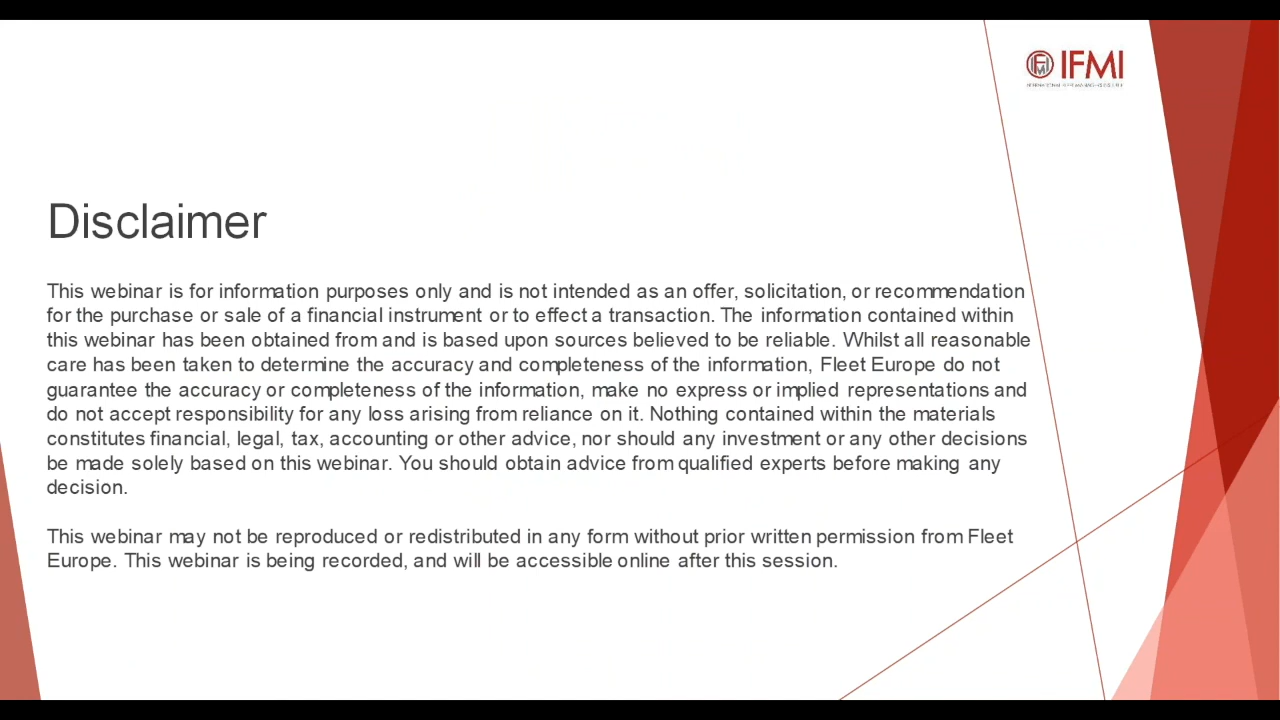 IFMI
Disclaimer
This webinar is for information purposes only and is not intended as an offer, solicitation, or recommendation
for the purchase or sale of a financial instrument or to effect a transaction. The information contained within
this webinar has been obtained from and is based upon sources believed to be reliable. Whilst all reasonable
care has been taken to determine the accuracy and completeness of the information, Fleet Europe do not
guarantee the accuracy or completeness of the information, make no express or implied representations and
do not accept responsibility for any loss arising from reliance on it. Nothing contained within the materials
constitutes financial, legal, tax, accounting or other advice, nor should any investment or any other decisions
be made solely based on this webinar. You should obtain advice from qualified experts before making any
decision.
This webinar may not be reproduced or redistributed in any form without prior written permission from Fleet
Europe. This webinar is being recorded, and will be accessible online after this session.